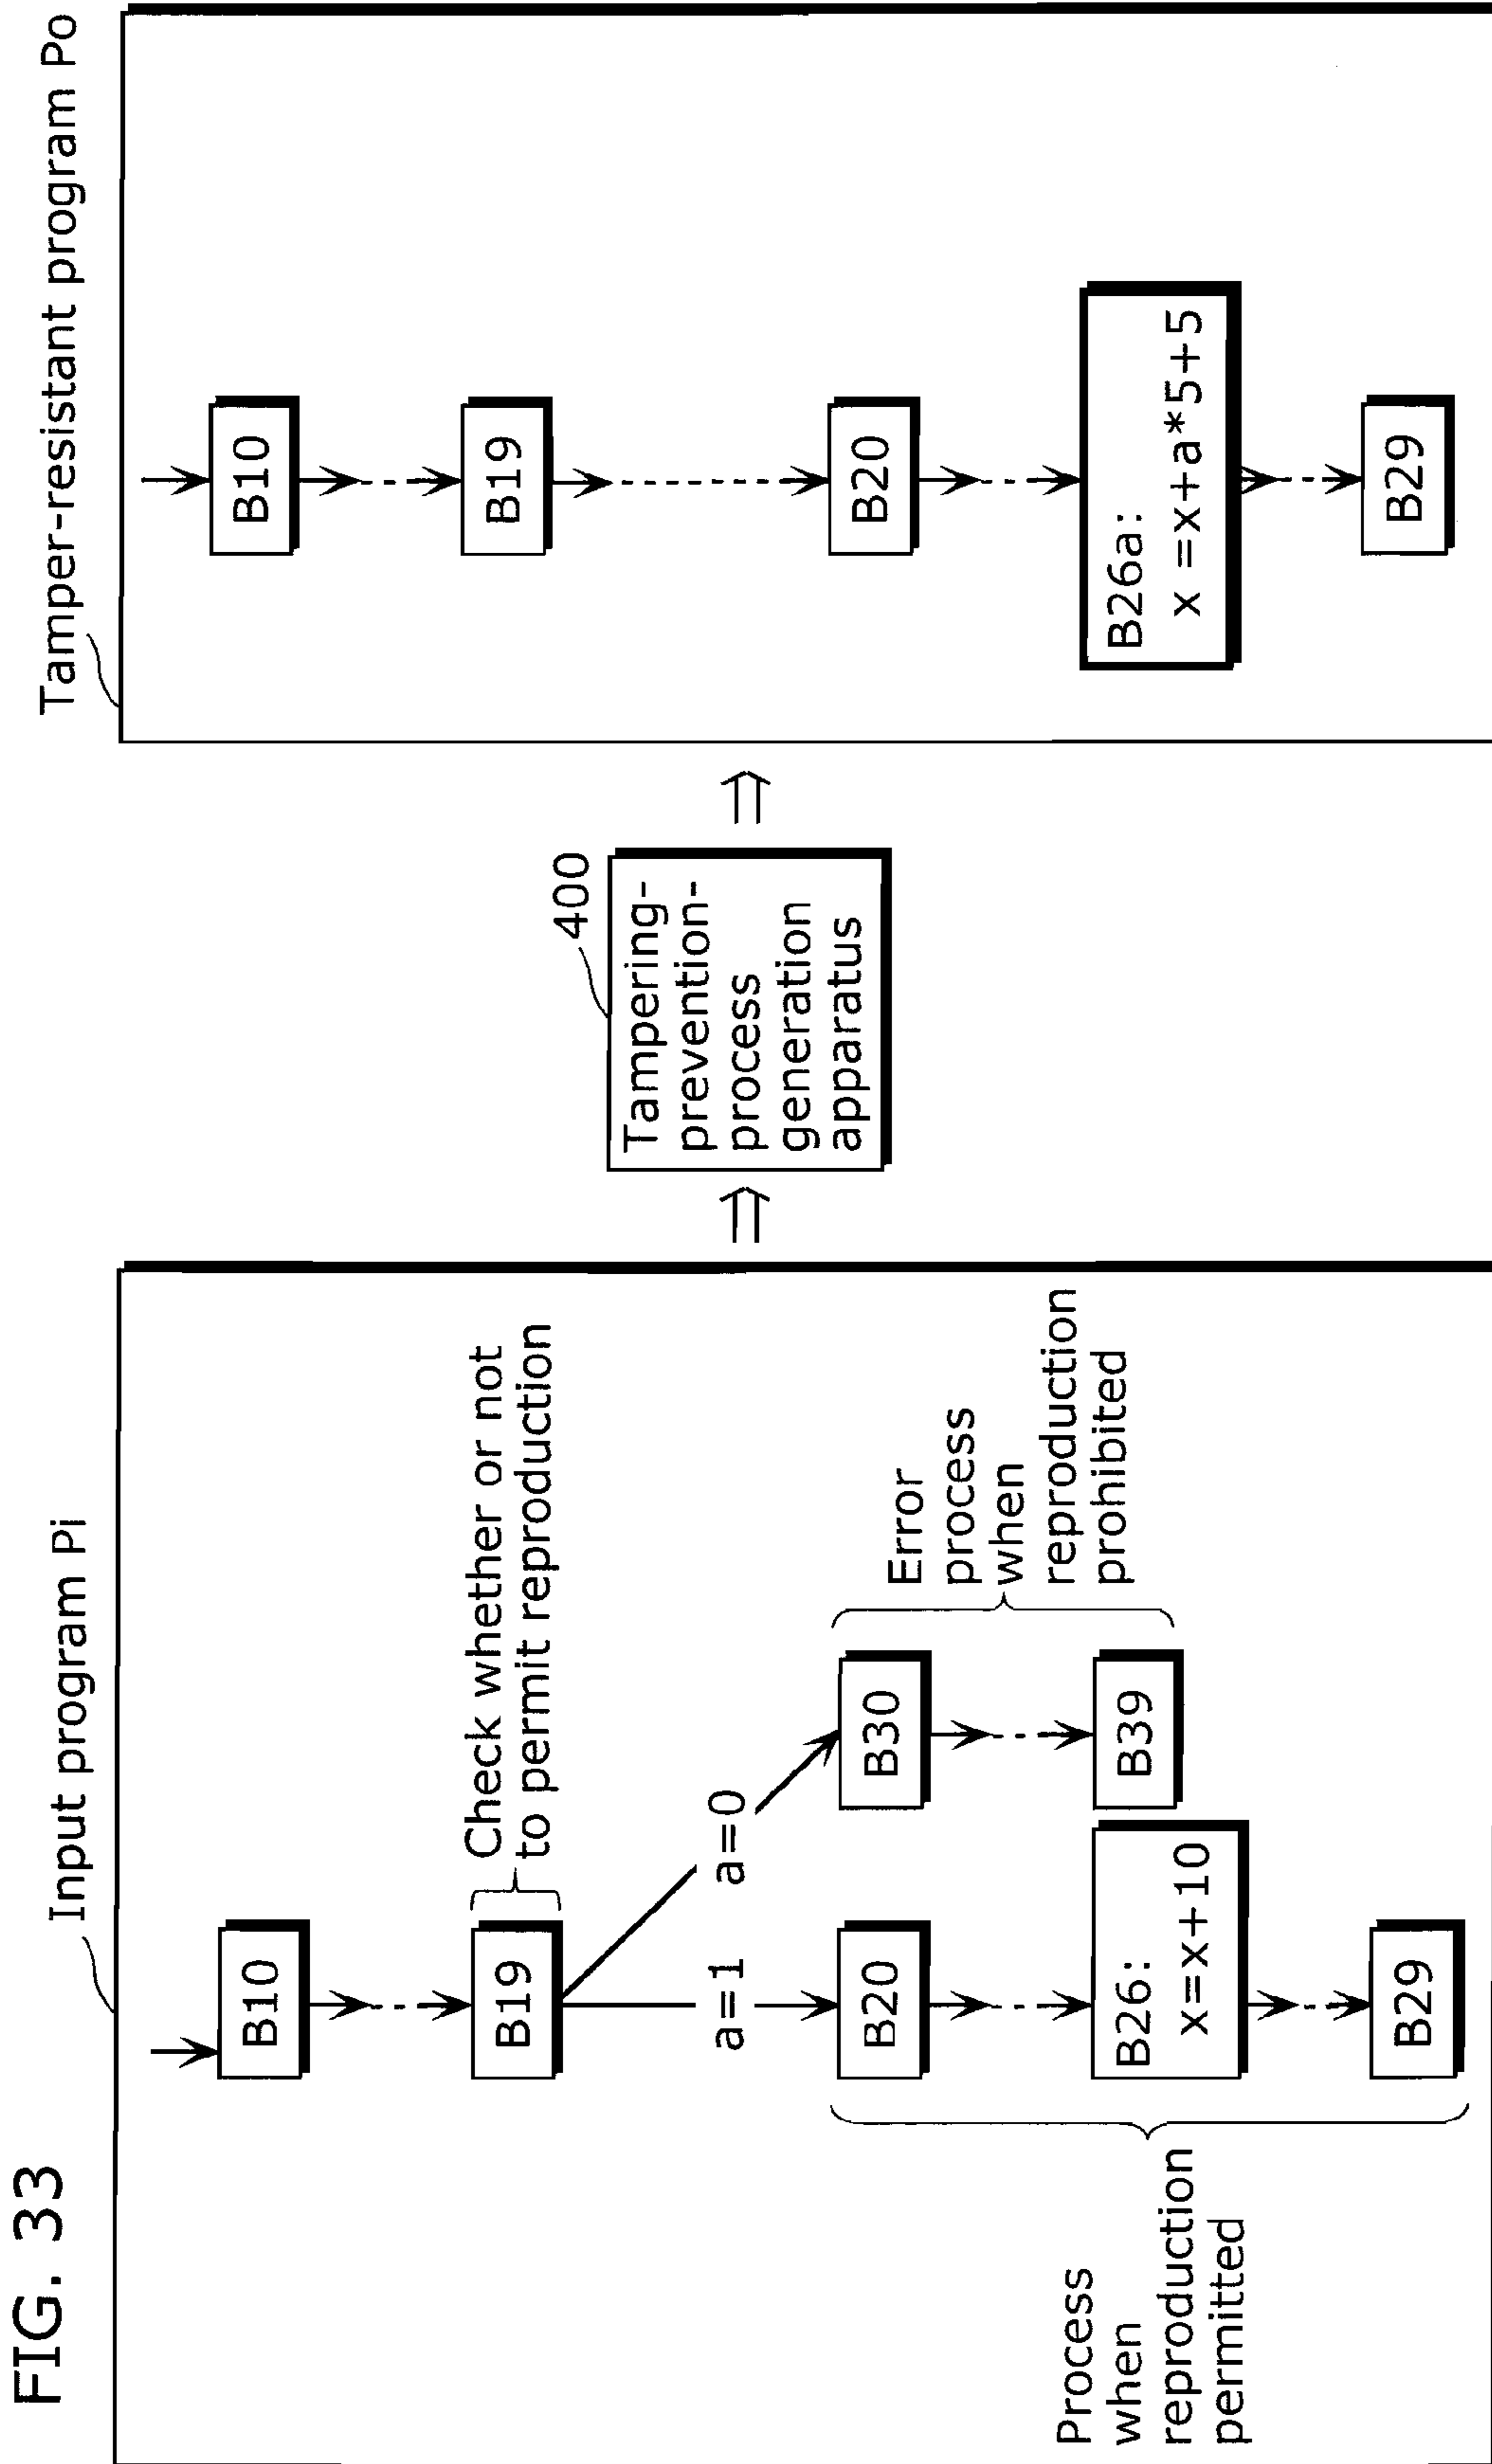 FIG. 33
Input program Pi
B10
B19
Check whether or not
to permit reproduction
a=1
a=0
B20
B26:
x=x+10
B29
Process
when
reproduction
permitted
B30
B39
Error
process
when
reproduction
prohibited
400
Tampering-
prevention-
process
generation
apparatus
Tamper-resistant program Po
B10
B19
B20
B26a:
x =x+a*5+5
B29